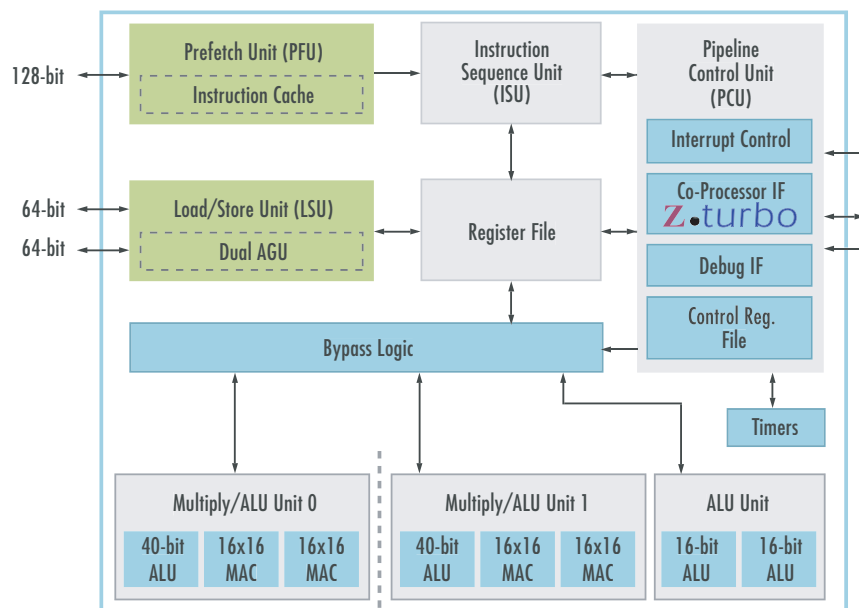 128-bit
Prefetch Unit (PFU)
Instruction Cache
Instruction
Sequence Unit
(ISU)
Pipeline
Control Unit
(PCU)
Interrupt Control
Co-Processor IF
Z.turbo
Debug IF
Control Reg.
File
64-bit
64-bit
Load/Store Unit (LSU)
Dual AGU
Register File
Bypass Logic
Timers
Multiply/ALU Unit 0
40-bit
ALU
16x16
MAC
16x16
MAC
Multiply/ALU Unit 1
40-bit
ALU
16x16
MAC
16x16
MAC
ALU Unit
16-bit
ALU
16-bit
ALU